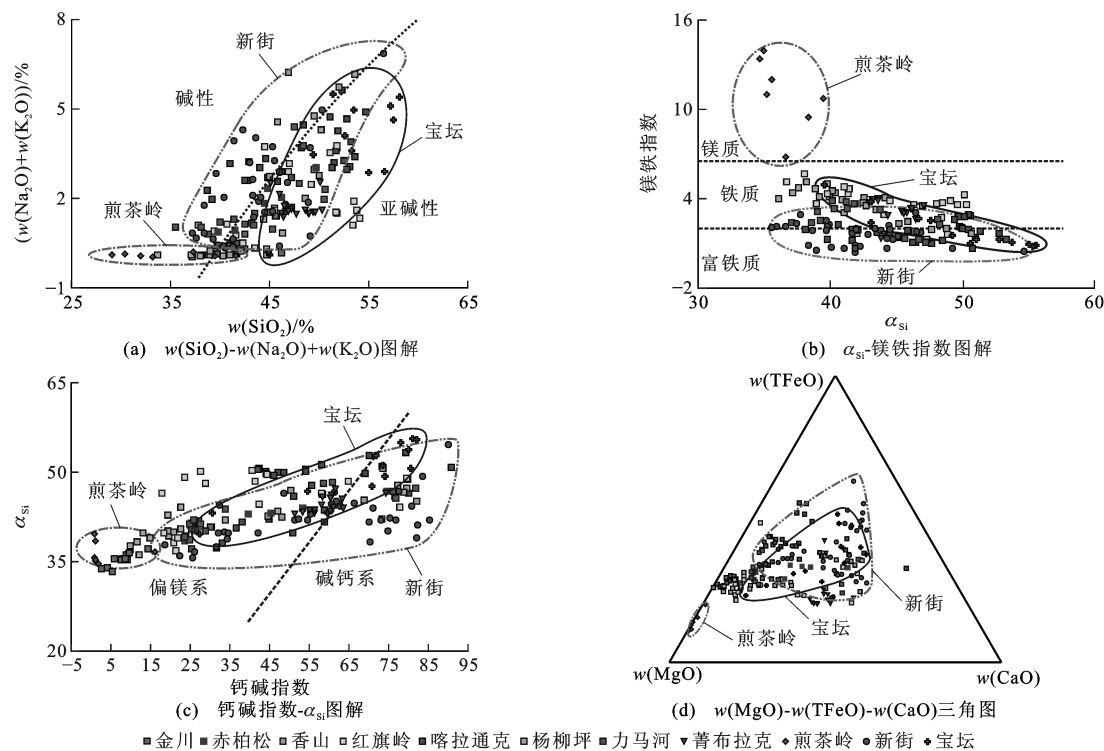 8
5
2
−1
(w(Na₂O)+w(K₂O))/%
新街
碱性
宝坛
煎茶岭
亚碱性
25 35 45 55 65
w(SiO₂)/%
(a) w(SiO₂)-w(Na₂O)+w(K₂O)图解
16
10
4
−2
镁铁指数
煎茶岭
镁质
宝坛
铁质
富铁质
新街
30 40 50 60
αSi
(b) αSi-镁铁指数图解
65
50
35
20
αSi
宝坛
煎茶岭
偏镁系
碱钙系
新街
−5 5 15 25 35 45 55 65 75 85 95
钙碱指数
(c) 钙碱指数-αSi图解
w(TFeO)
新街
宝坛
煎茶岭
w(MgO) w(CaO)
(d) w(MgO)-w(TFeO)-w(CaO)三角图
金川 赤柏松 香山 红旗岭 喀拉通克 杨柳坪 力马河 菁布拉克 煎茶岭 新街 宝坛